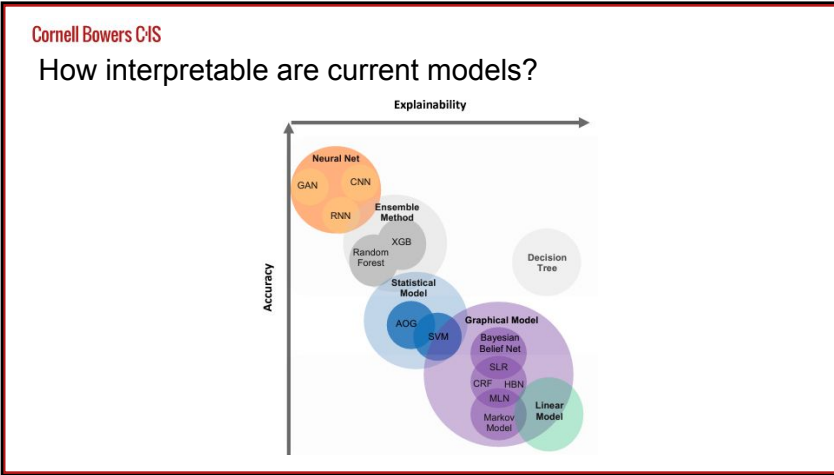 Cornell Bowers C·IS
How interpretable are current models?
Explainability
Accuracy
Neural Net
GAN
CNN
RNN
Ensemble
Method
XGB
Random
Forest
Decision
Tree
Statistical
Model
AOG
SVM
Graphical Model
Bayesian
Belief Net
SLR
CRF HBN
MLN
Markov
Model
Linear
Model